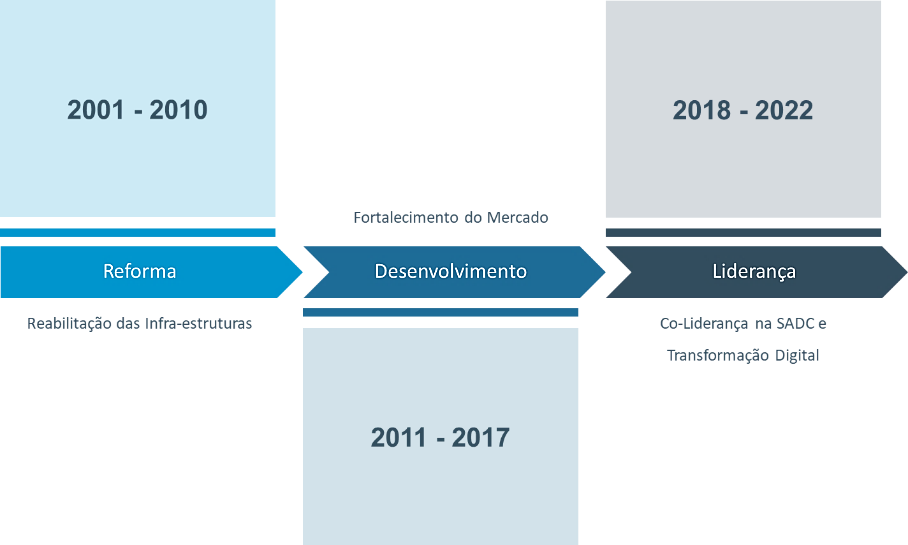 2001 - 2010
Reforma
Reabilitação das Infra-estruturas
Fortalecimento do Mercado
Desenvolvimento
2011 - 2017
2018 - 2022
Liderança
Co-Liderança na SADC e
Transformação Digital